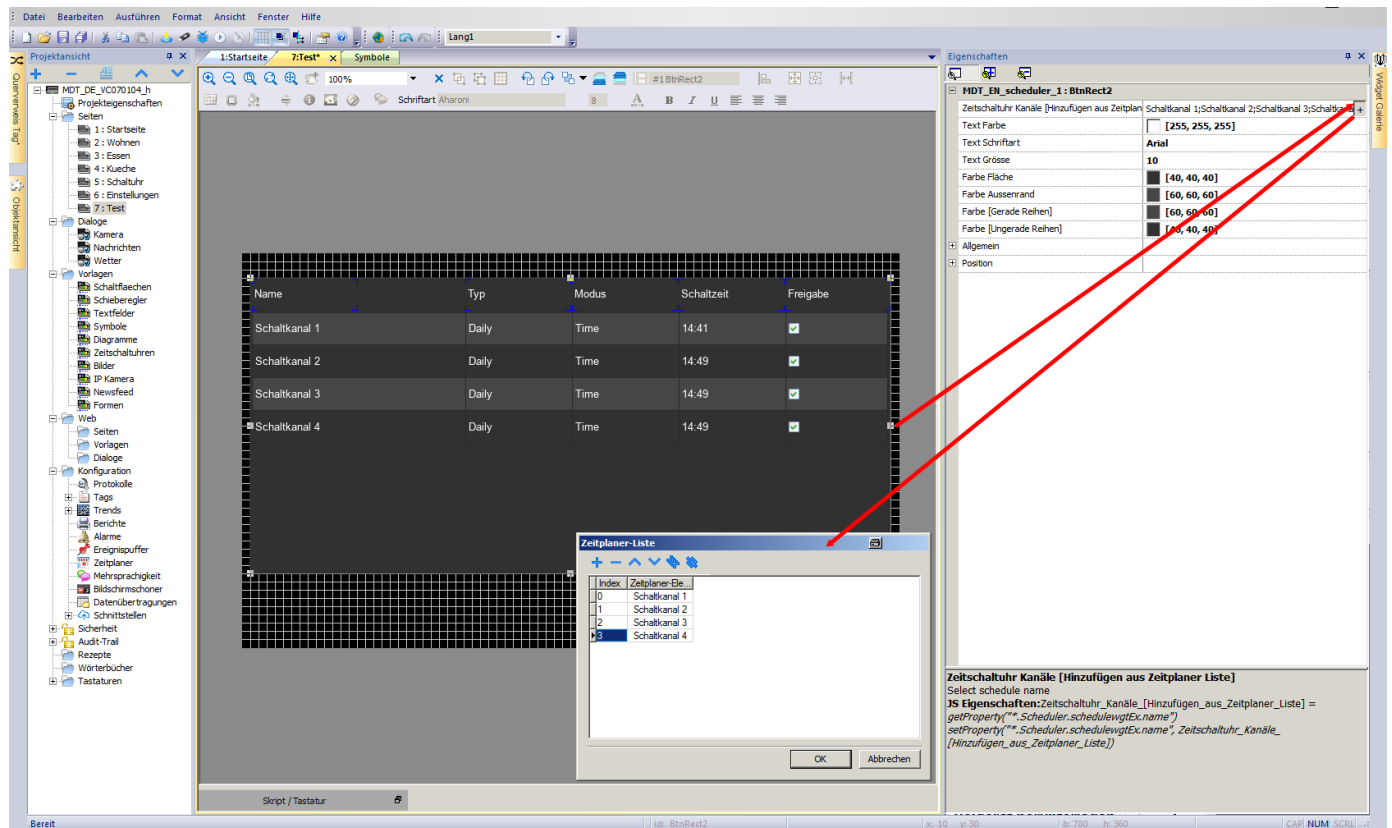 Datei Bearbeiten Ausführen Format Ansicht Fenster Hilfe
Lang1
Projektansicht
1:Startseite 7:Test* x Symbole
Eigenschaften
100%
#1 BtnRect2
Schriftart Aharoni 8 A B I U
Querverweis Tag"
Objektansicht
Widget Galerie
MDT_DE_VC070104_h
Projekteigenschaften
Seiten
1 : Startseite
2 : Wohnen
3 : Essen
4 : Kueche
5 : Schaltuhr
6 : Einstellungen
7 : Test
Dialoge
Kamera
Nachrichten
Wetter
Vorlagen
Schaltflaechen
Schieberegler
Textfelder
Symbole
Diagramme
Zeitschaltuhren
Bilder
IP Kamera
Newsfeed
Formen
Web
Seiten
Vorlagen
Dialoge
Konfiguration
Protokolle
Tags
Trends
Berichte
Alarme
Ereignispuffer
Zeitplaner
Mehrsprachigkeit
Bildschirmschoner
Datenübertragungen
Schnittstellen
Sicherheit
Audit-Trail
Rezepte
Wörterbücher
Tastaturen
Name Typ Modus Schaltzeit Freigabe
Schaltkanal 1 Daily Time 14:41
Schaltkanal 2 Daily Time 14:49
Schaltkanal 3 Daily Time 14:49
Schaltkanal 4 Daily Time 14:49
Zeitplaner-Liste
Index Zeitplaner-Ele...
0 Schaltkanal 1
1 Schaltkanal 2
2 Schaltkanal 3
3 Schaltkanal 4
OK Abbrechen
Skript / Tastatur
MDT_EN_scheduler_1 : BtnRect2
Zeitschaltuhr Kanäle [Hinzufügen aus Zeitplan Schaltkanal 1;Schaltkanal 2;Schaltkanal 3;Schaltka
Text Farbe [255, 255, 255]
Text Schriftart Arial
Text Grösse 10
Farbe Fläche [40, 40, 40]
Farbe Aussenrand [60, 60, 60]
Farbe [Gerade Reihen] [60, 60, 60]
Farbe [Ungerade Reihen] [40, 40, 40]
Allgemein
Position
Zeitschaltuhr Kanäle [Hinzufügen aus Zeitplaner Liste]
Select schedule name
JS Eigenschaften:Zeitschaltuhr_Kanäle_[Hinzufügen_aus_Zeitplaner_Liste] =
getProperty("*.Scheduler.schedulewgtEx.name")
setProperty("*.Scheduler.schedulewgtEx.name", Zeitschaltuhr_Kanäle_
[Hinzufügen_aus_Zeitplaner_Liste])
Bereit id: BtnRect2 x: 10 y: 30 b: 780 h: 360 CAP NUM SCRL